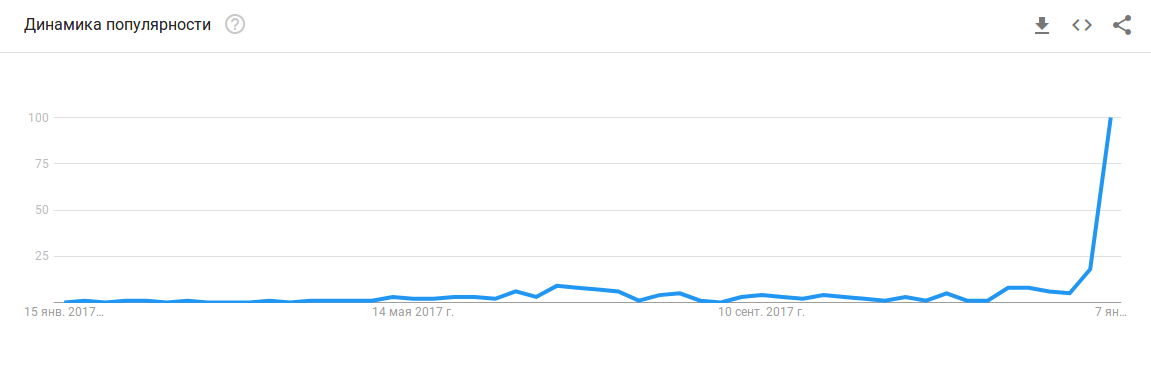 Динамика популярности
100
75
50
25
15 янв. 2017…
14 мая 2017 г.
10 сент. 2017 г.
7 ян…